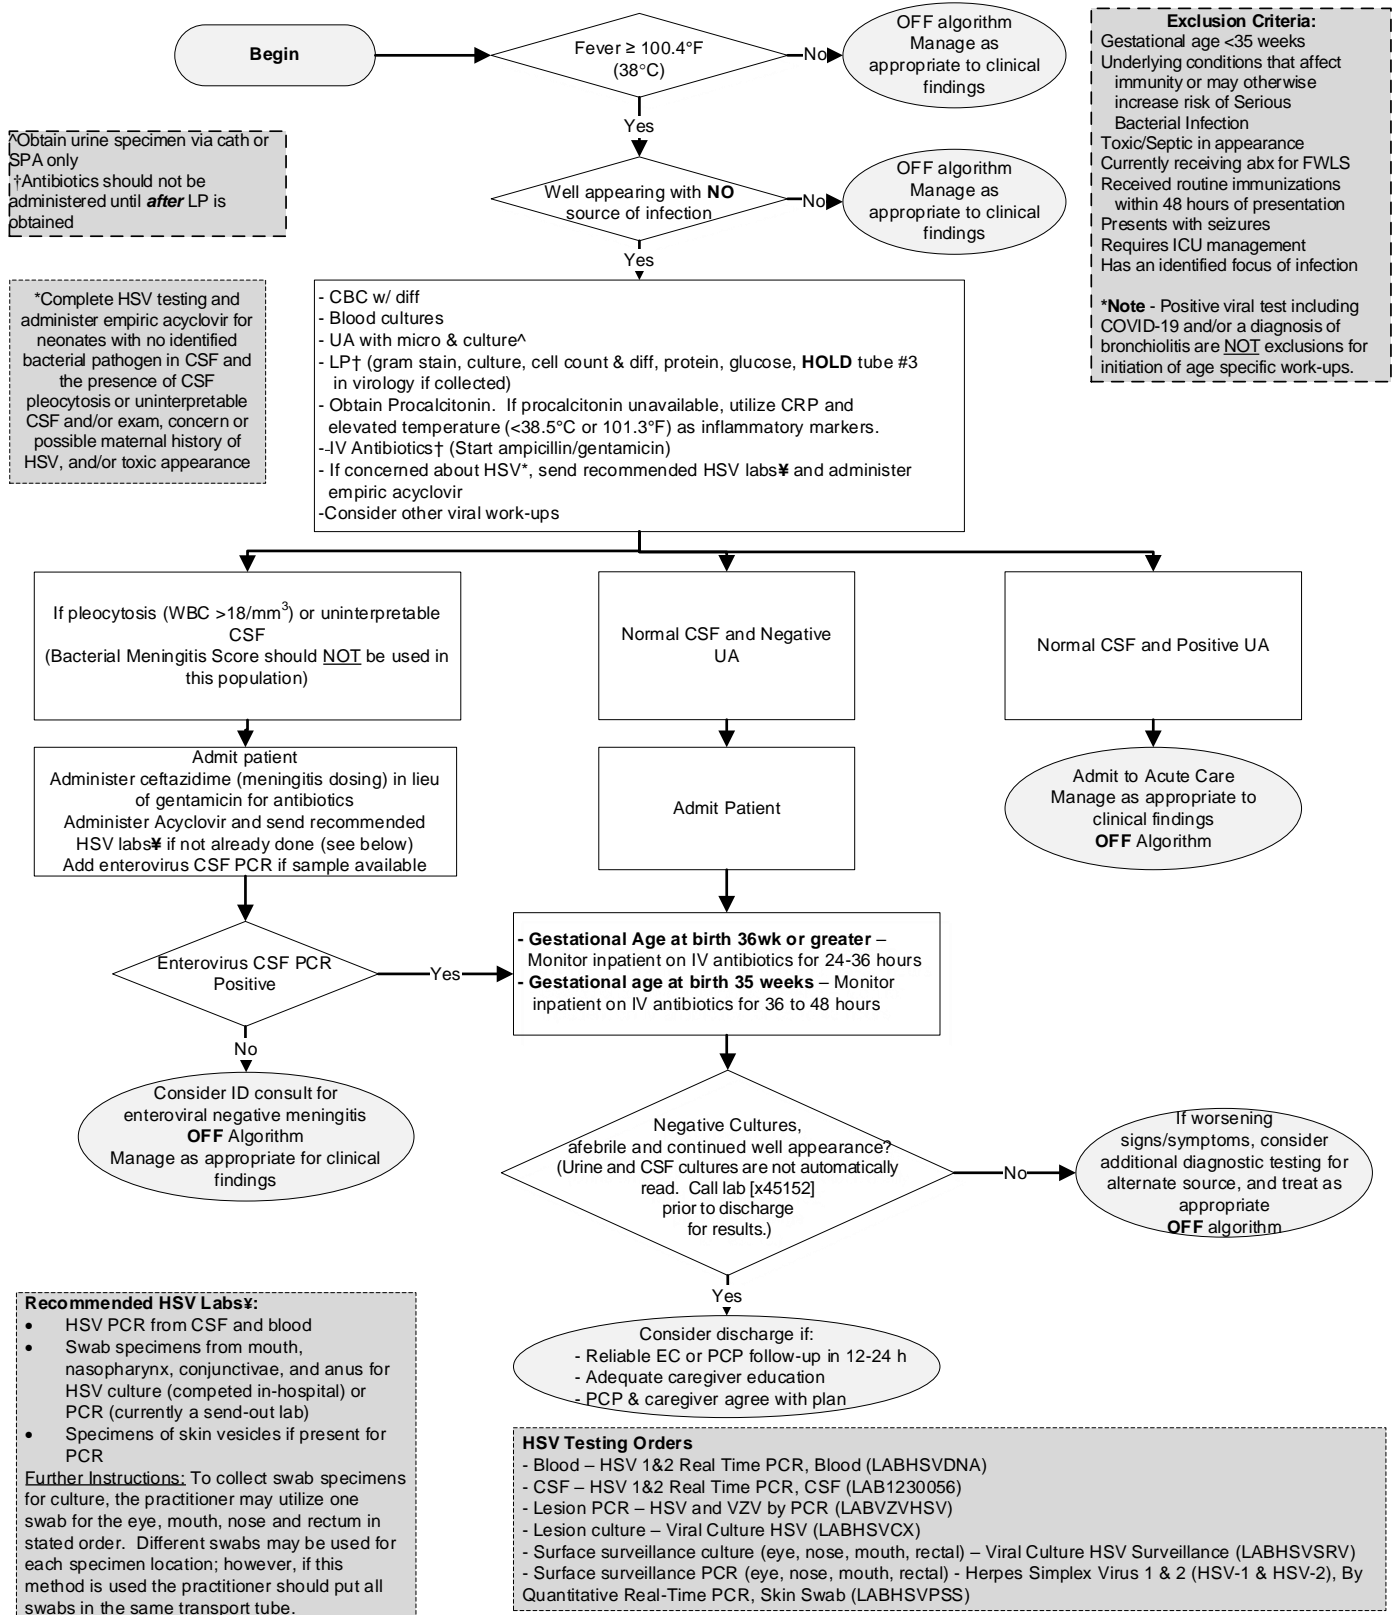 Begin
Fever ≥ 100.4°F
(38°C)
No
OFF algorithm
Manage as
appropriate to clinical
findings
Exclusion Criteria:
Gestational age <35 weeks
Underlying conditions that affect
immunity or may otherwise
increase risk of Serious
Bacterial Infection
Toxic/Septic in appearance
Currently receiving abx for FWLS
Received routine immunizations
within 48 hours of presentation
Presents with seizures
Requires ICU management
Has an identified focus of infection
*Note - Positive viral test including
COVID-19 and/or a diagnosis of
bronchiolitis are NOT exclusions for
initiation of age specific work-ups.
Yes
^Obtain urine specimen via cath or
SPA only
†Antibiotics should not be
administered until after LP is
obtained
Well appearing with NO
source of infection
No
OFF algorithm
Manage as
appropriate to clinical
findings
Yes
*Complete HSV testing and
administer empiric acyclovir for
neonates with no identified
bacterial pathogen in CSF and
the presence of CSF
pleocytosis or uninterpretable
CSF and/or exam, concern or
possible maternal history of
HSV, and/or toxic appearance
- CBC w/ diff
- Blood cultures
- UA with micro & culture^
- LP† (gram stain, culture, cell count & diff, protein, glucose, HOLD tube #3
in virology if collected)
- Obtain Procalcitonin.  If procalcitonin unavailable, utilize CRP and
elevated temperature (<38.5°C or 101.3°F) as inflammatory markers.
--IV Antibiotics† (Start ampicillin/gentamicin)
- If concerned about HSV*, send recommended HSV labs¥ and administer
empiric acyclovir
-Consider other viral work-ups
If pleocytosis (WBC >18/mm³) or uninterpretable
CSF
(Bacterial Meningitis Score should NOT be used in
this population)
Normal CSF and Negative
UA
Normal CSF and Positive UA
Admit patient
Administer ceftazidime (meningitis dosing) in lieu
of gentamicin for antibiotics
Administer Acyclovir and send recommended
HSV labs¥ if not already done (see below)
Add enterovirus CSF PCR if sample available
Admit Patient
Admit to Acute Care
Manage as appropriate to
clinical findings
OFF Algorithm
Enterovirus CSF PCR
Positive
Yes
- Gestational Age at birth 36wk or greater –
Monitor inpatient on IV antibiotics for 24-36 hours
- Gestational age at birth 35 weeks – Monitor
inpatient on IV antibiotics for 36 to 48 hours
No
Consider ID consult for
enteroviral negative meningitis
OFF Algorithm
Manage as appropriate for clinical
findings
Negative Cultures,
afebrile and continued well appearance?
(Urine and CSF cultures are not automatically
read.  Call lab [x45152]
prior to discharge
for results.)
No
If worsening
signs/symptoms, consider
additional diagnostic testing for
alternate source, and treat as
appropriate
OFF algorithm
Yes
Consider discharge if:
- Reliable EC or PCP follow-up in 12-24 h
- Adequate caregiver education
- PCP & caregiver agree with plan
Recommended HSV Labs¥:
• HSV PCR from CSF and blood
• Swab specimens from mouth,
nasopharynx, conjunctivae, and anus for
HSV culture (competed in-hospital) or
PCR (currently a send-out lab)
• Specimens of skin vesicles if present for
PCR
Further Instructions: To collect swab specimens
for culture, the practitioner may utilize one
swab for the eye, mouth, nose and rectum in
stated order.  Different swabs may be used for
each specimen location; however, if this
method is used the practitioner should put all
swabs in the same transport tube.
HSV Testing Orders
- Blood – HSV 1&2 Real Time PCR, Blood (LABHSVDNA)
- CSF – HSV 1&2 Real Time PCR, CSF (LAB1230056)
- Lesion PCR – HSV and VZV by PCR (LABVZVHSV)
- Lesion culture – Viral Culture HSV (LABHSVCX)
- Surface surveillance culture (eye, nose, mouth, rectal) – Viral Culture HSV Surveillance (LABHSVSRV)
- Surface surveillance PCR (eye, nose, mouth, rectal) - Herpes Simplex Virus 1 & 2 (HSV-1 & HSV-2), By
Quantitative Real-Time PCR, Skin Swab (LABHSVPSS)